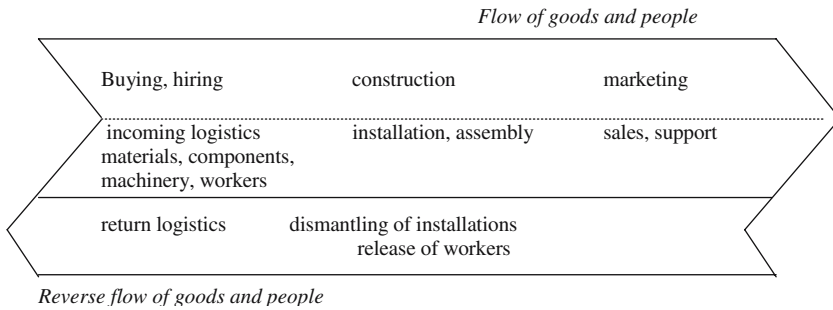 Flow of goods and people
Buying, hiring construction marketing
incoming logistics installation, assembly sales, support
materials, components,
machinery, workers
return logistics dismantling of installations
release of workers
Reverse flow of goods and people